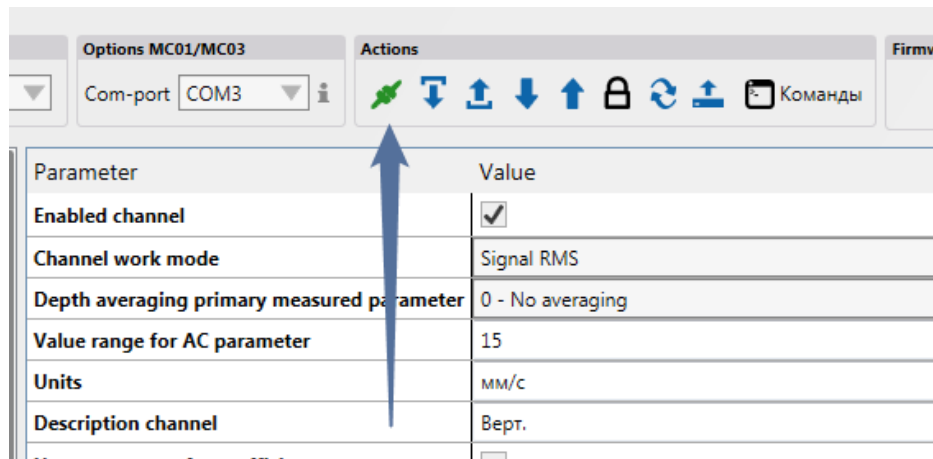 Options MC01/MC03
Actions
Com-port COM3
Команды
Parameter Value
Enabled channel
Channel work mode Signal RMS
Depth averaging primary measured parameter 0 - No averaging
Value range for AC parameter 15
Units мм/с
Description channel Верт.